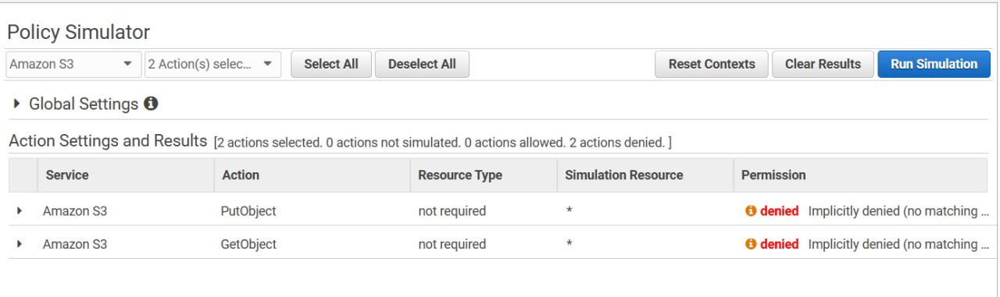 Policy Simulator
Amazon S3 2 Action(s) selec... Select All Deselect All Reset Contexts Clear Results Run Simulation
Global Settings
Action Settings and Results [2 actions selected. 0 actions not simulated. 0 actions allowed. 2 actions denied. ]
Service Action Resource Type Simulation Resource Permission
Amazon S3 PutObject not required * denied Implicitly denied (no matching ...
Amazon S3 GetObject not required * denied Implicitly denied (no matching ...